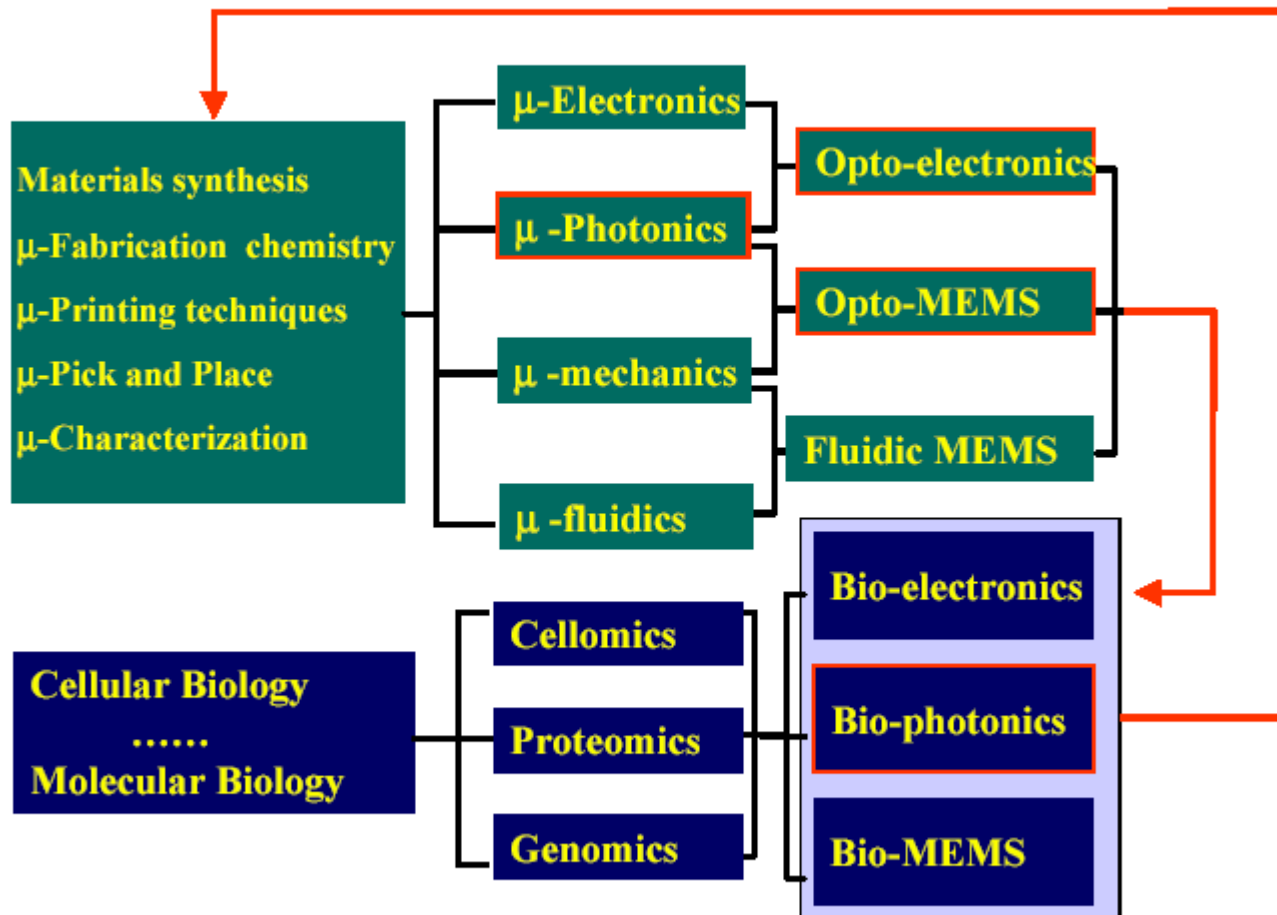 Materials synthesis
μ-Fabrication chemistry
μ-Printing techniques
μ-Pick and Place
μ-Characterization
μ-Electronics
μ -Photonics
μ -mechanics
μ -fluidics
Opto-electronics
Opto-MEMS
Fluidic MEMS
Cellular Biology
......
Molecular Biology
Cellomics
Proteomics
Genomics
Bio-electronics
Bio-photonics
Bio-MEMS